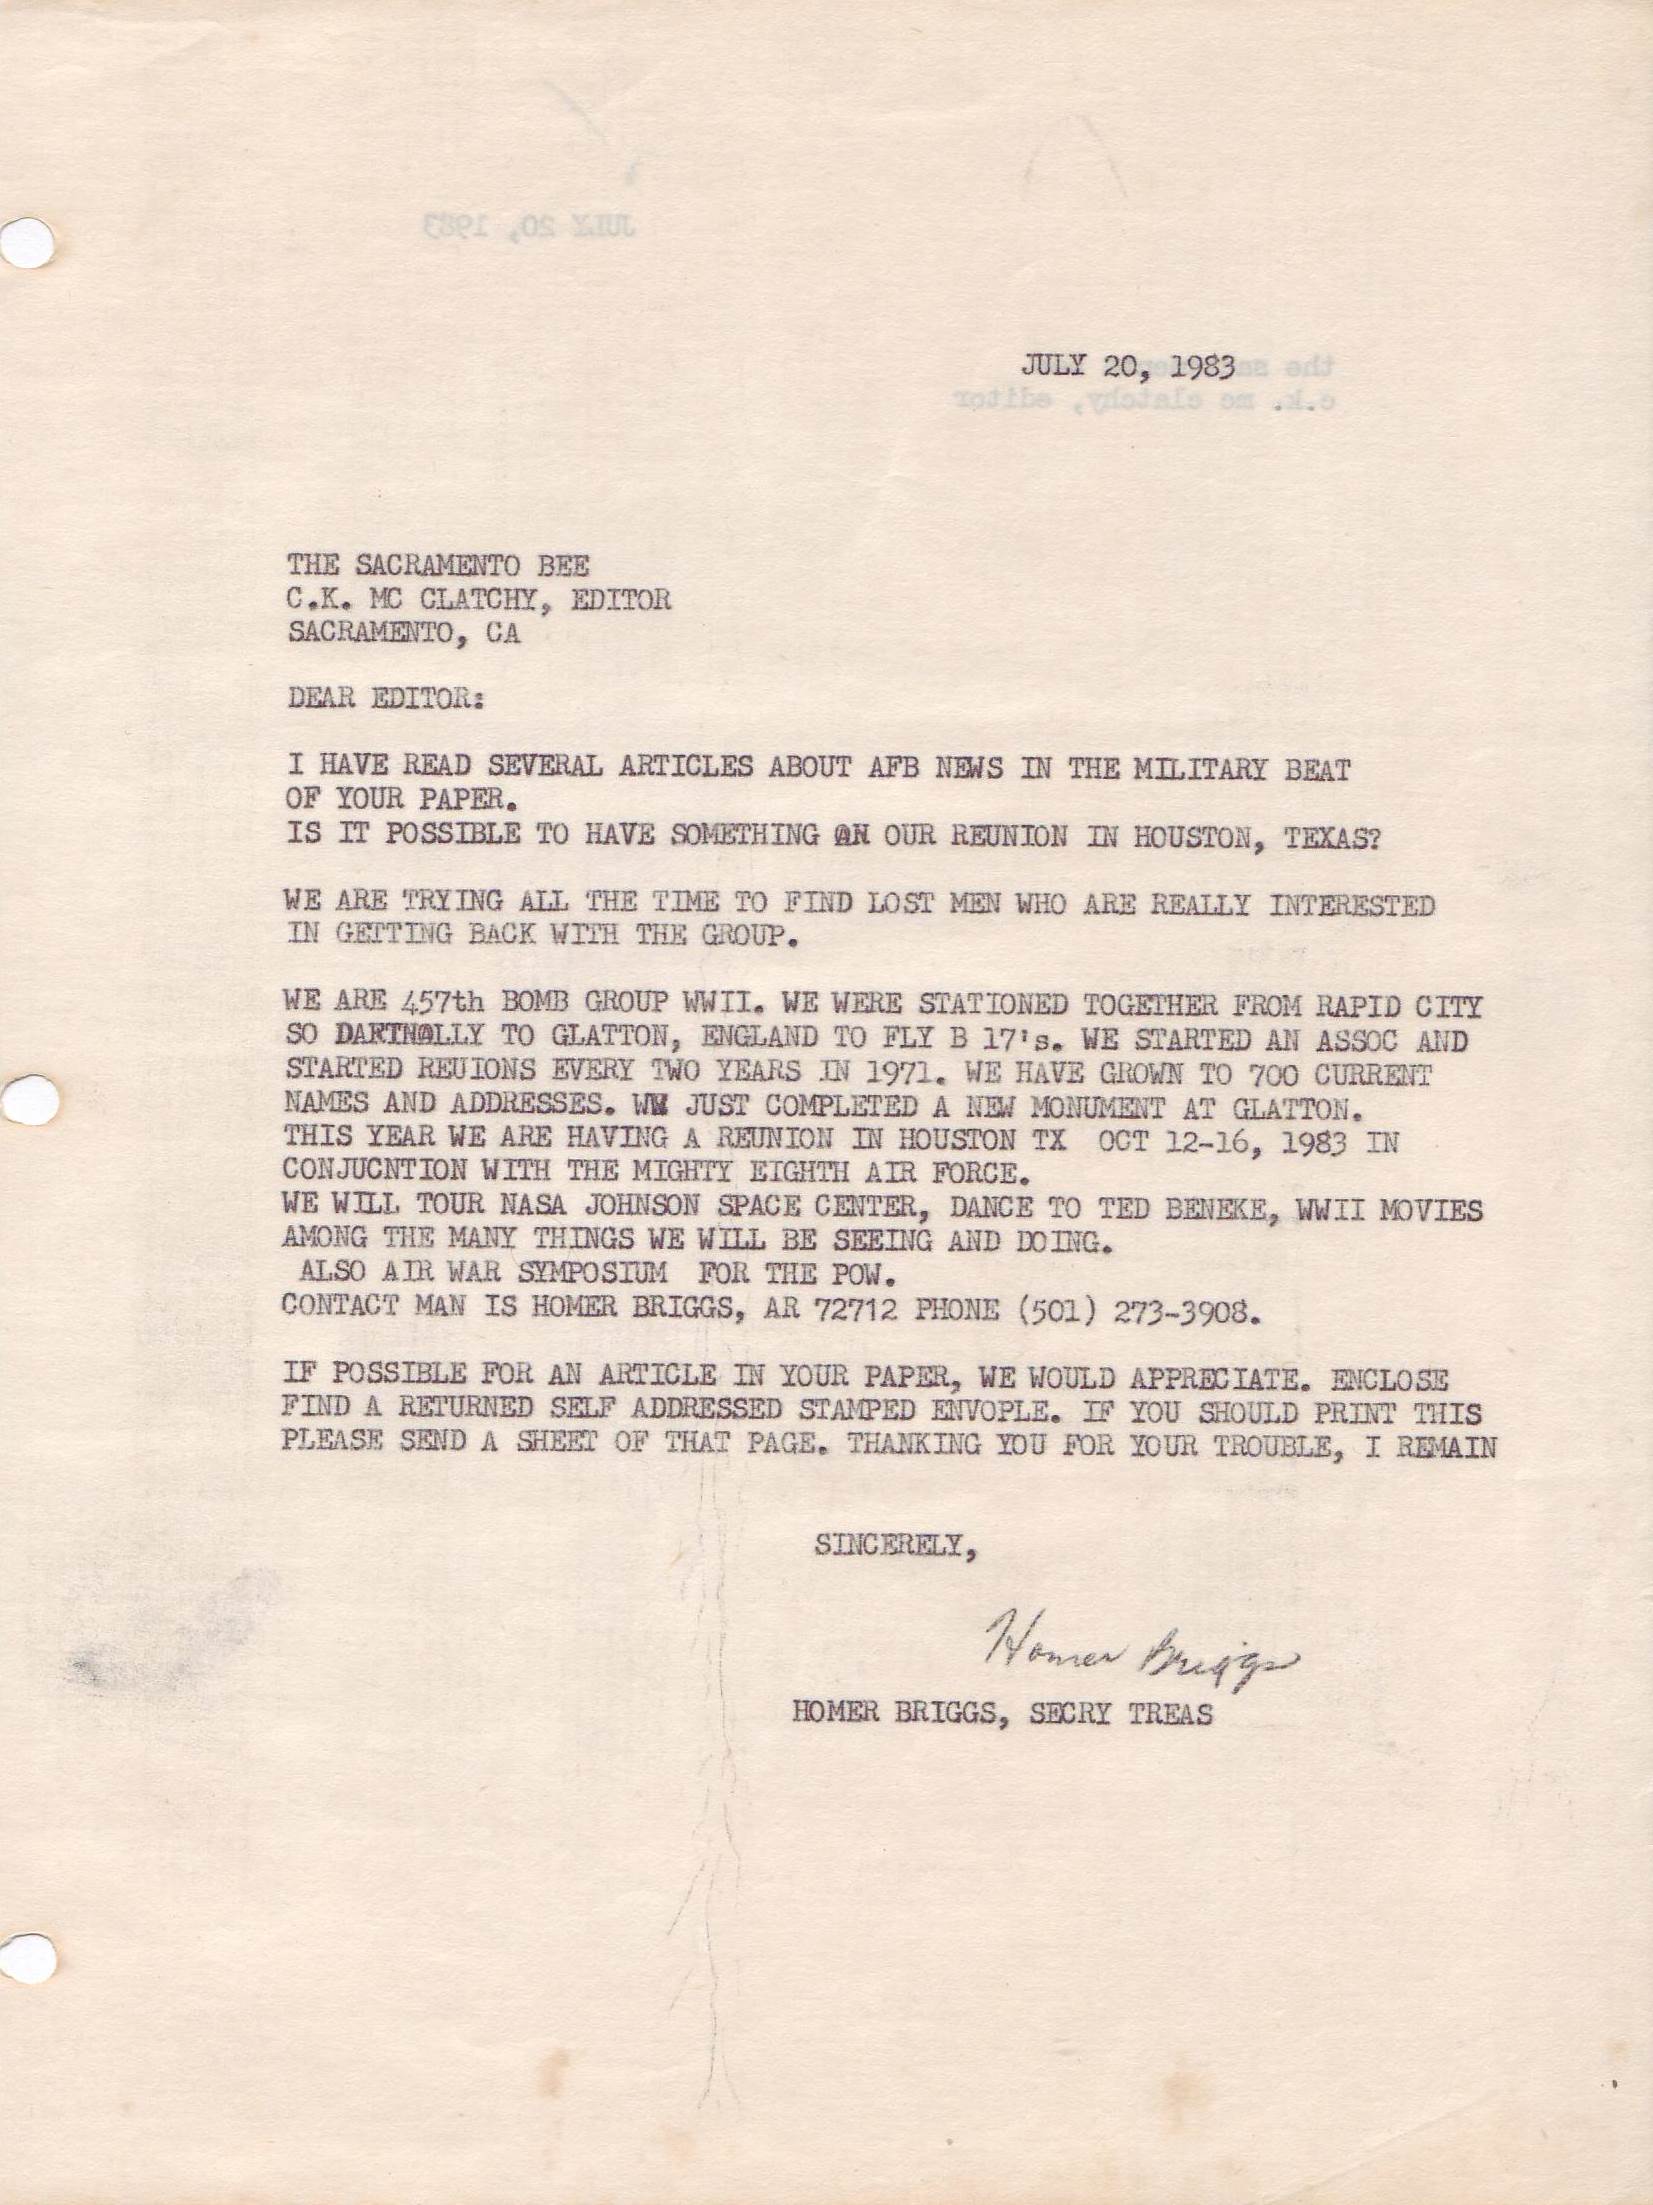 JULY 20, 1983
THE SACRAMENTO BEE
C.K. MC CLATCHY, EDITOR
SACRAMENTO, CA
DEAR EDITOR:
I HAVE READ SEVERAL ARTICLES ABOUT AFB NEWS IN THE MILITARY BEAT
OF YOUR PAPER.
IS IT POSSIBLE TO HAVE SOMETHING ON OUR REUNION IN HOUSTON, TEXAS?
WE ARE TRYING ALL THE TIME TO FIND LOST MEN WHO ARE REALLY INTERESTED
IN GETTING BACK WITH THE GROUP.
WE ARE 457th BOMB GROUP WWII. WE WERE STATIONED TOGETHER FROM RAPID CITY
SO TO GLATTON, ENGLAND TO FLY B 17's. WE STARTED AN ASSOC AND
STARTED REUIONS EVERY TWO YEARS IN 1971. WE HAVE GROWN TO 700 CURRENT
NAMES AND ADDRESSES. JUST COMPLETED A NEW MONUMENT AT GLATTON.
THIS YEAR WE ARE HAVING A REUNION IN HOUSTON TX OCT 12-16, 1983 IN
CONJUCNTION WITH THE MIGHTY EIGHTH AIR FORCE.
WE WILL TOUR NASA JOHNSON SPACE CENTER, DANCE TO TED BENEKE, WWII MOVIES
AMONG THE MANY THINGS WE WILL BE SEEING AND DOING.
ALSO AIR WAR SYMPOSIUM FOR THE POW.
CONTACT MAN IS HOMER BRIGGS, AR 72712 PHONE (501) 273-3908.
IF POSSIBLE FOR AN ARTICLE IN YOUR PAPER, WE WOULD APPRECIATE. ENCLOSE
FIND A RETURNED SELF ADDRESSED STAMPED ENVOPLE. IF YOU SHOULD PRINT THIS
PLEASE SEND A SHEET OF THAT PAGE. THANKING YOU FOR YOUR TROUBLE, I REMAIN
SINCERELY,
Homer Briggs
HOMER BRIGGS, SECRY TREAS